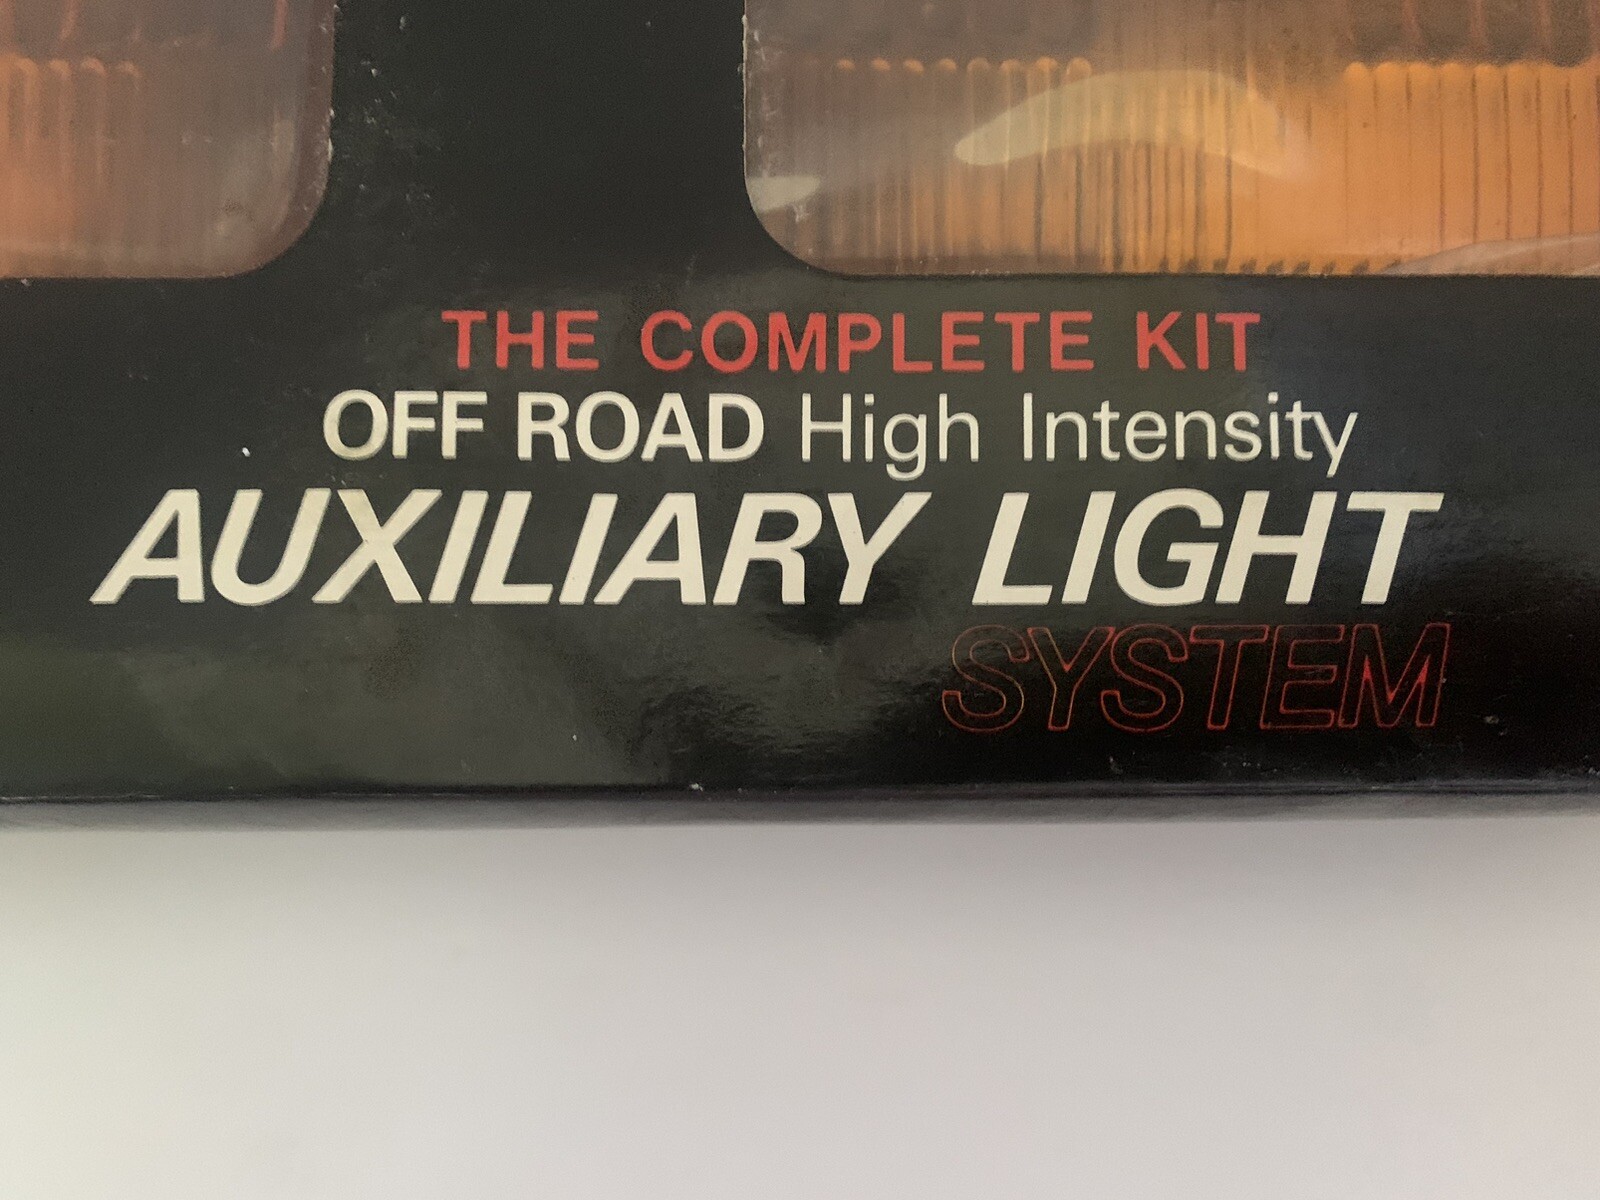 THE COMPLETE KIT
OFF ROAD High Intensity
AUXILIARY LIGHT
SYSTEM